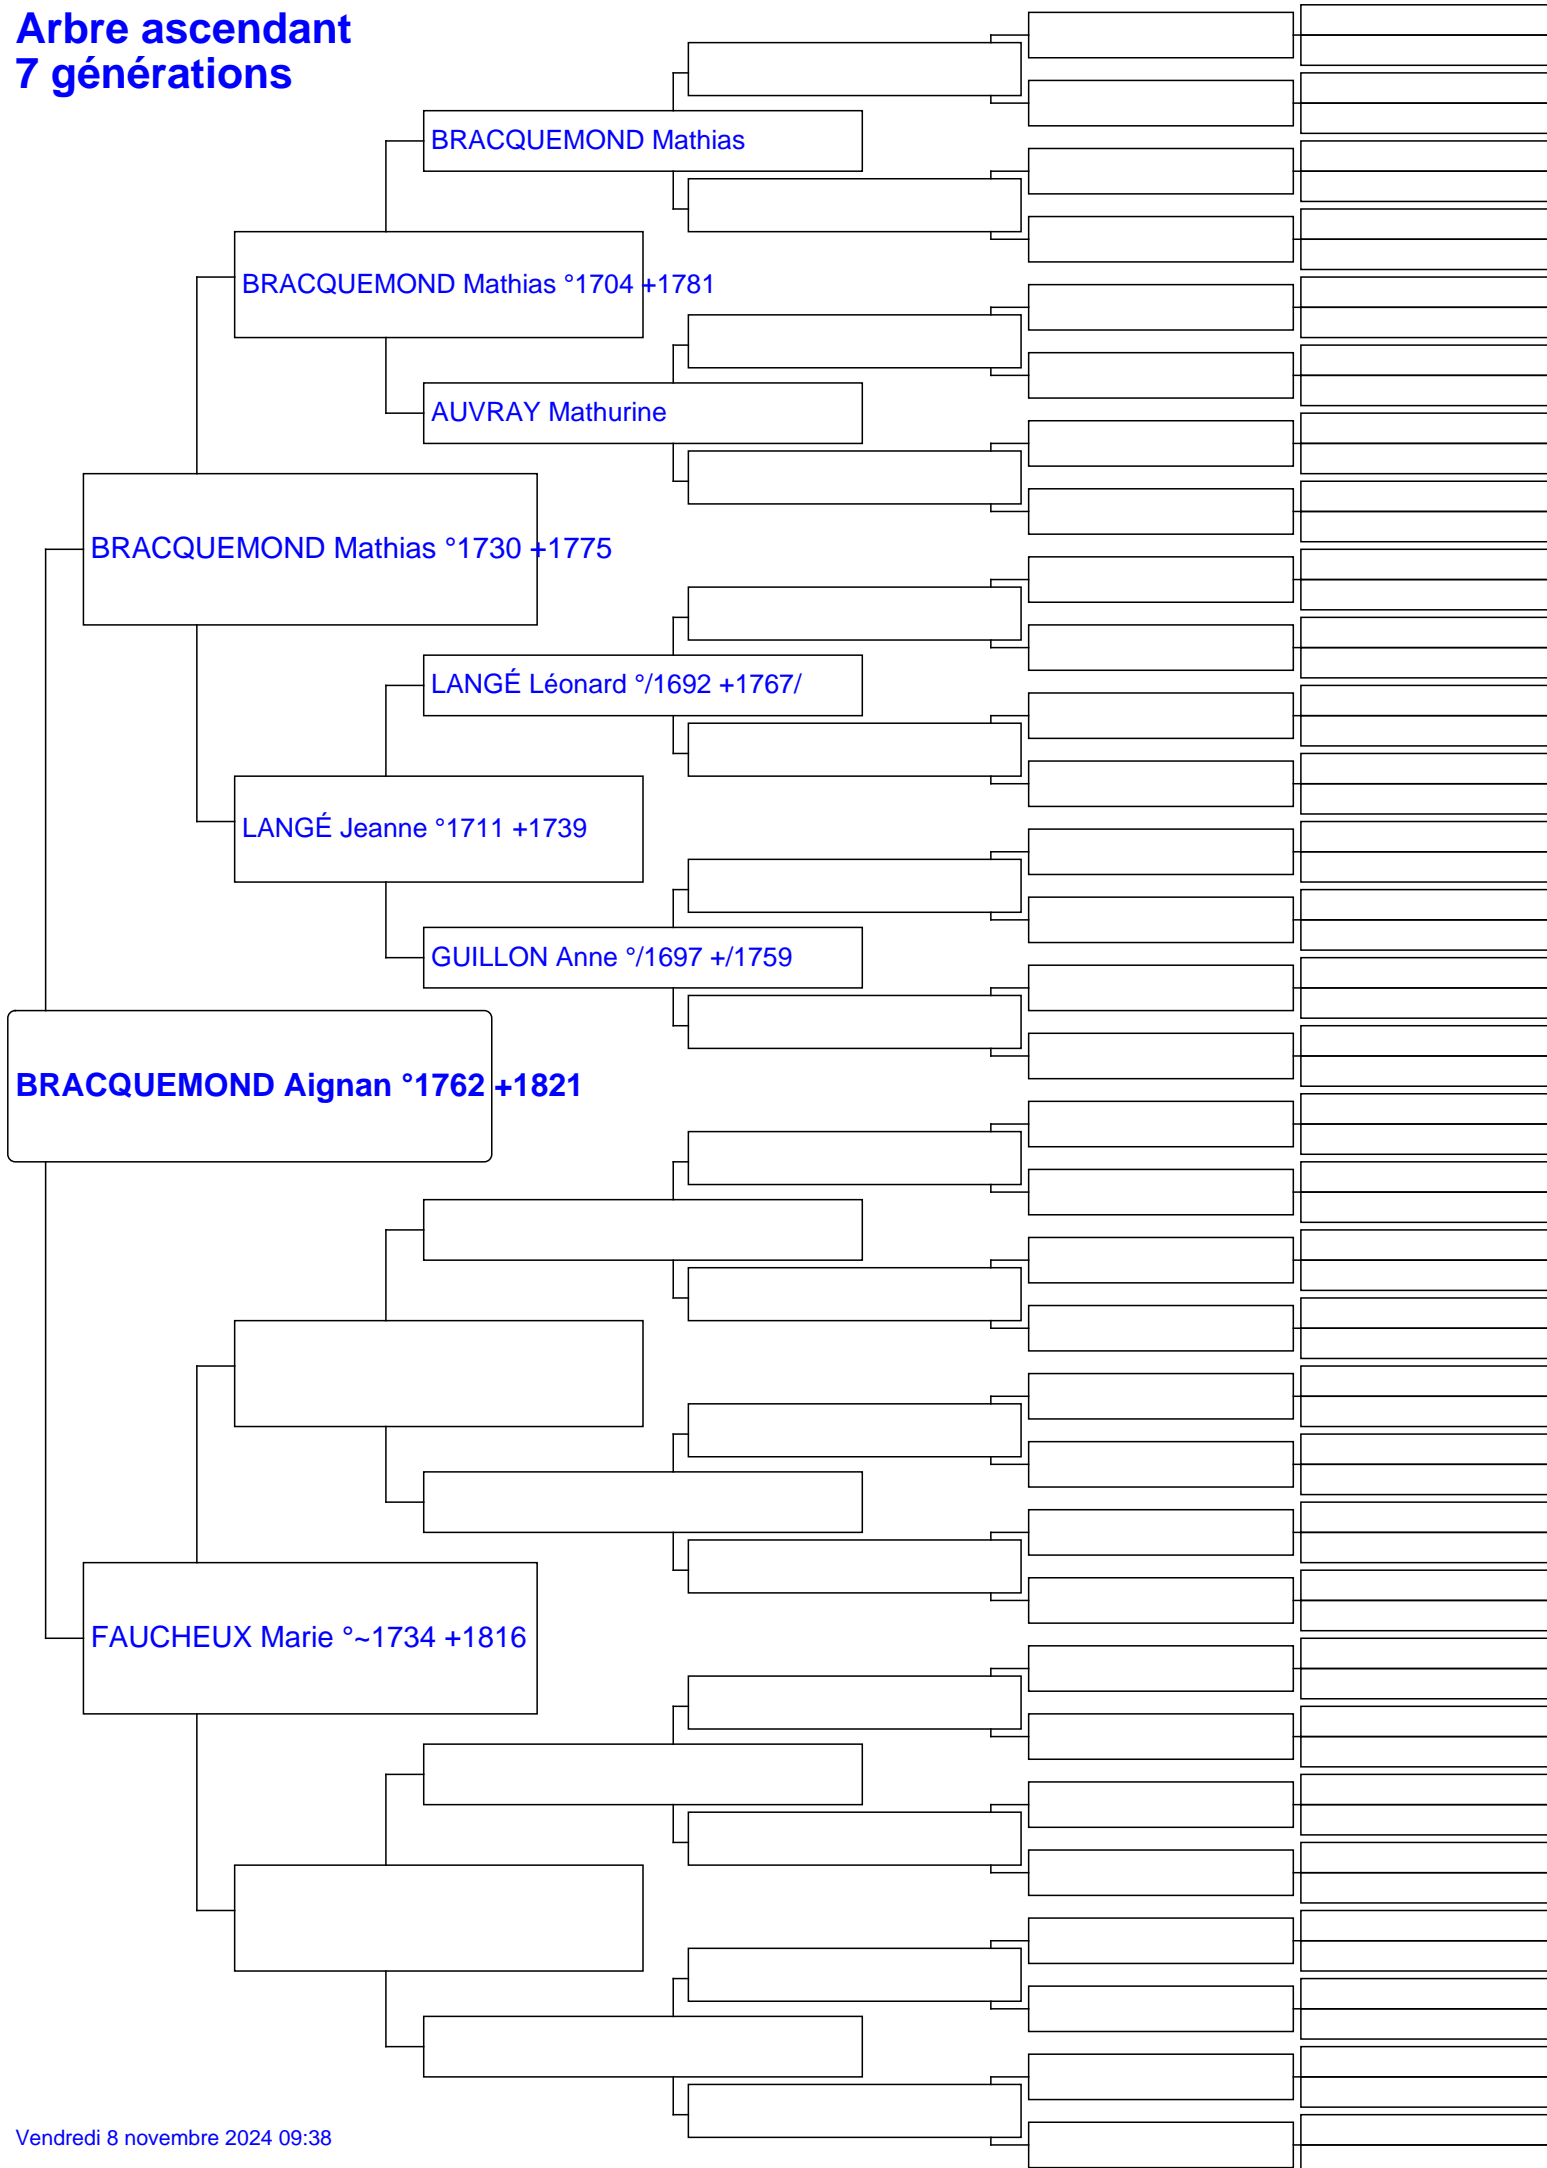 Arbre ascendant
7 générations
BRACQUEMOND Mathias
BRACQUEMOND Mathias °1704 +1781
AUVRAY Mathurine
BRACQUEMOND Mathias °1730 +1775
LANGÉ Léonard °/1692 +1767/
LANGÉ Jeanne °1711 +1739
GUILLON Anne °/1697 +/1759
BRACQUEMOND Aignan °1762 +1821
FAUCHEUX Marie °~1734 +1816
Vendredi 8 novembre 2024 09:38